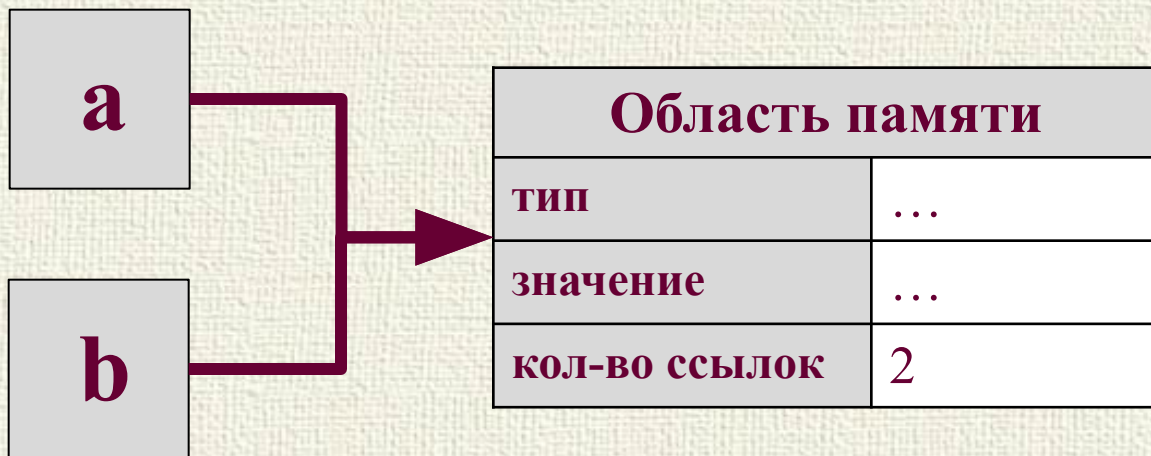 a
b
Область памяти
тип …
значение …
кол-во ссылок 2